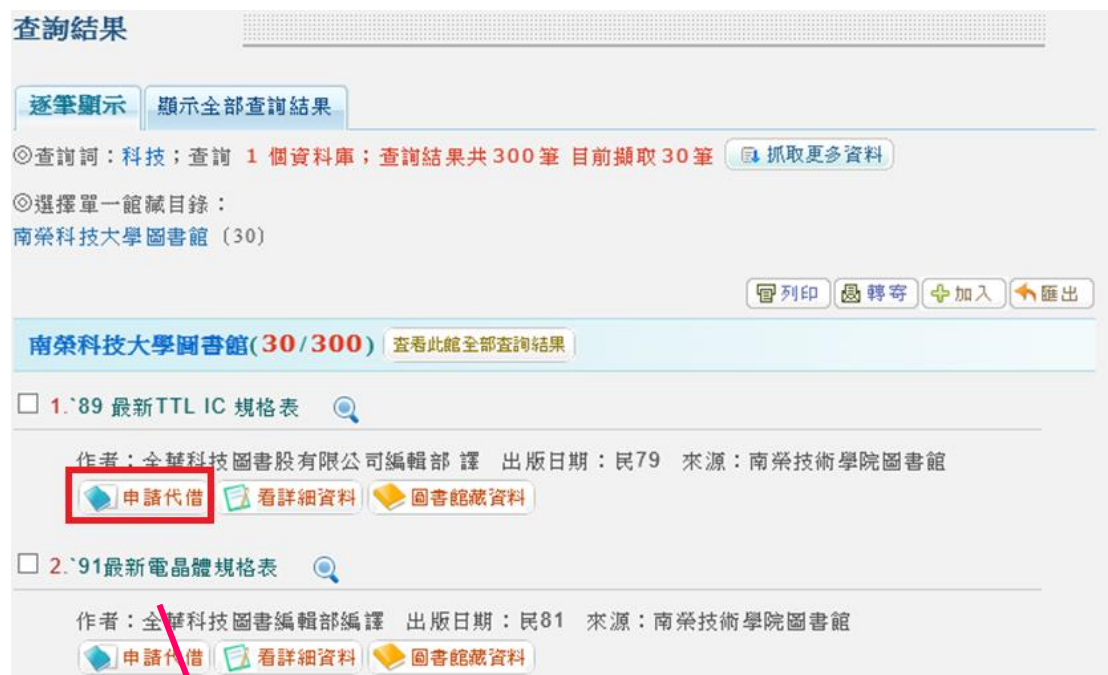 查詢結果
逐筆顯示 顯示全部查詢結果
◎查詢詞：科技；查詢 1 個資料庫；查詢結果共300筆 目前擷取30筆 抓取更多資料
◎選擇單一館藏目錄：
南榮科技大學圖書館 (30)
列印 轉寄 加入 匯出
南榮科技大學圖書館(30/300) 查看此館全部查詢結果
1.`89 最新TTL IC 規格表
作者：全華科技圖書股有限公司編輯部 譯 出版日期：民79 來源：南榮技術學院圖書館
申請代借 看詳細資料 圖書館藏資料
2.`91最新電晶體規格表
作者：全華科技圖書編輯部編譯 出版日期：民81 來源：南榮技術學院圖書館
申請代借 看詳細資料 圖書館藏資料